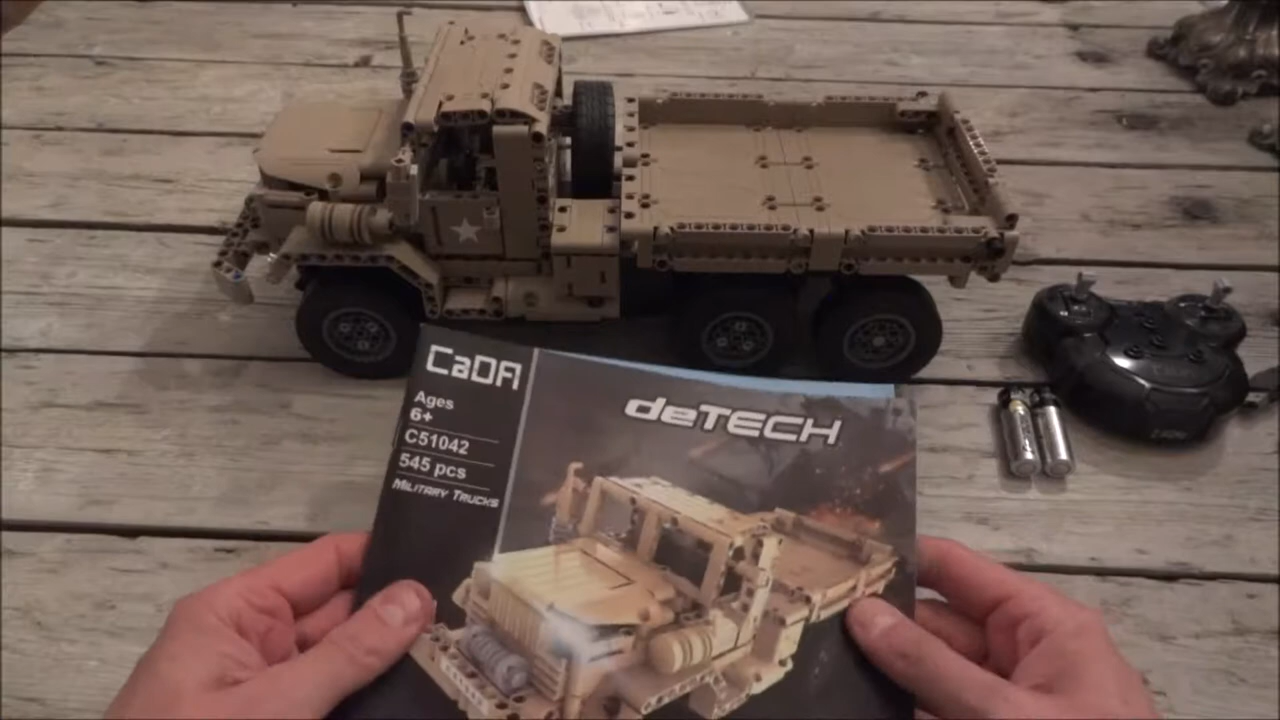 CaDA
Ages
6+
C51042
545 pcs
MILITARY TRUCKS
deTECH